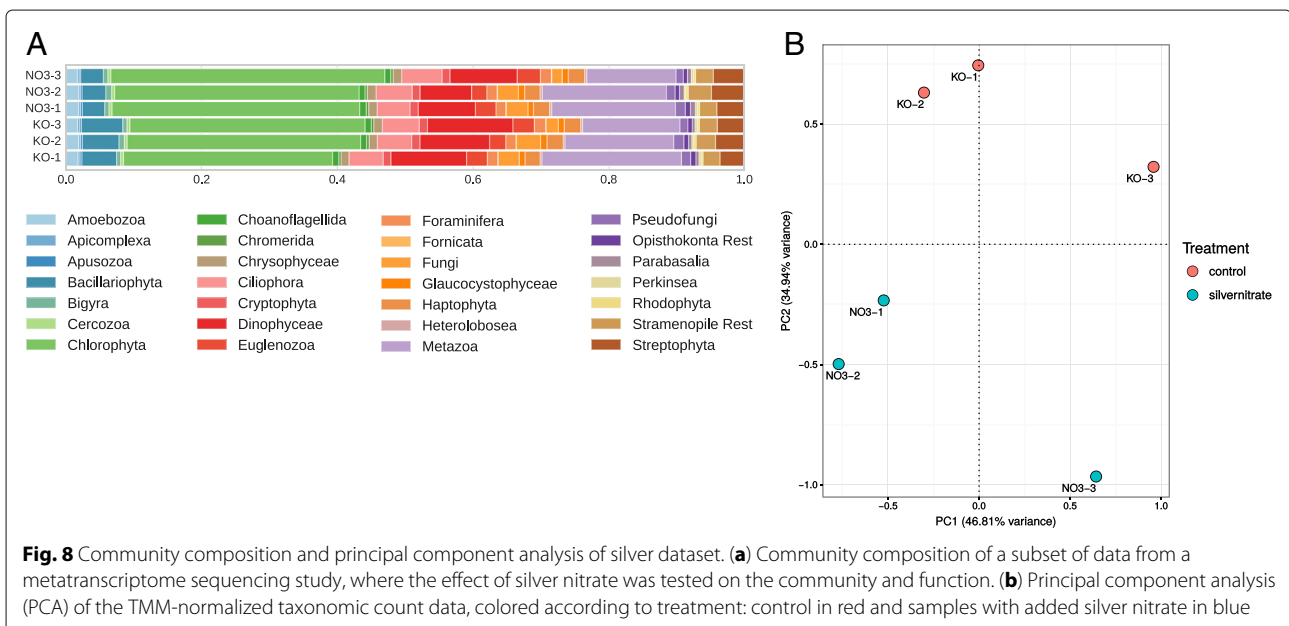 A
NO3-3
NO3-2
NO3-1
KO-3
KO-2
KO-1
0.0 0.2 0.4 0.6 0.8 1.0
Amoebozoa Choanoflagellida Foraminifera Pseudofungi
Apicomplexa Chromerida Fornicata Opisthokonta Rest
Apusozoa Chrysophyceae Fungi Parabasalia
Bacillariophyta Ciliophora Glaucocystophyceae Perkinsea
Bigyra Cryptophyta Haptophyta Rhodophyta
Cercozoa Dinophyceae Heterolobosea Stramenopile Rest
Chlorophyta Euglenozoa Metazoa Streptophyta
B
KO-1
KO-2
0.5
KO-3
PC2 (34.94% variance)
0.0
NO3-1
-0.5
NO3-2
-1.0
NO3-3
-0.5 0.0 0.5 1.0
PC1 (46.81% variance)
Treatment
control
silvernitrate
Fig. 8 Community composition and principal component analysis of silver dataset. (a) Community composition of a subset of data from a
metatranscriptome sequencing study, where the effect of silver nitrate was tested on the community and function. (b) Principal component analysis
(PCA) of the TMM-normalized taxonomic count data, colored according to treatment: control in red and samples with added silver nitrate in blue